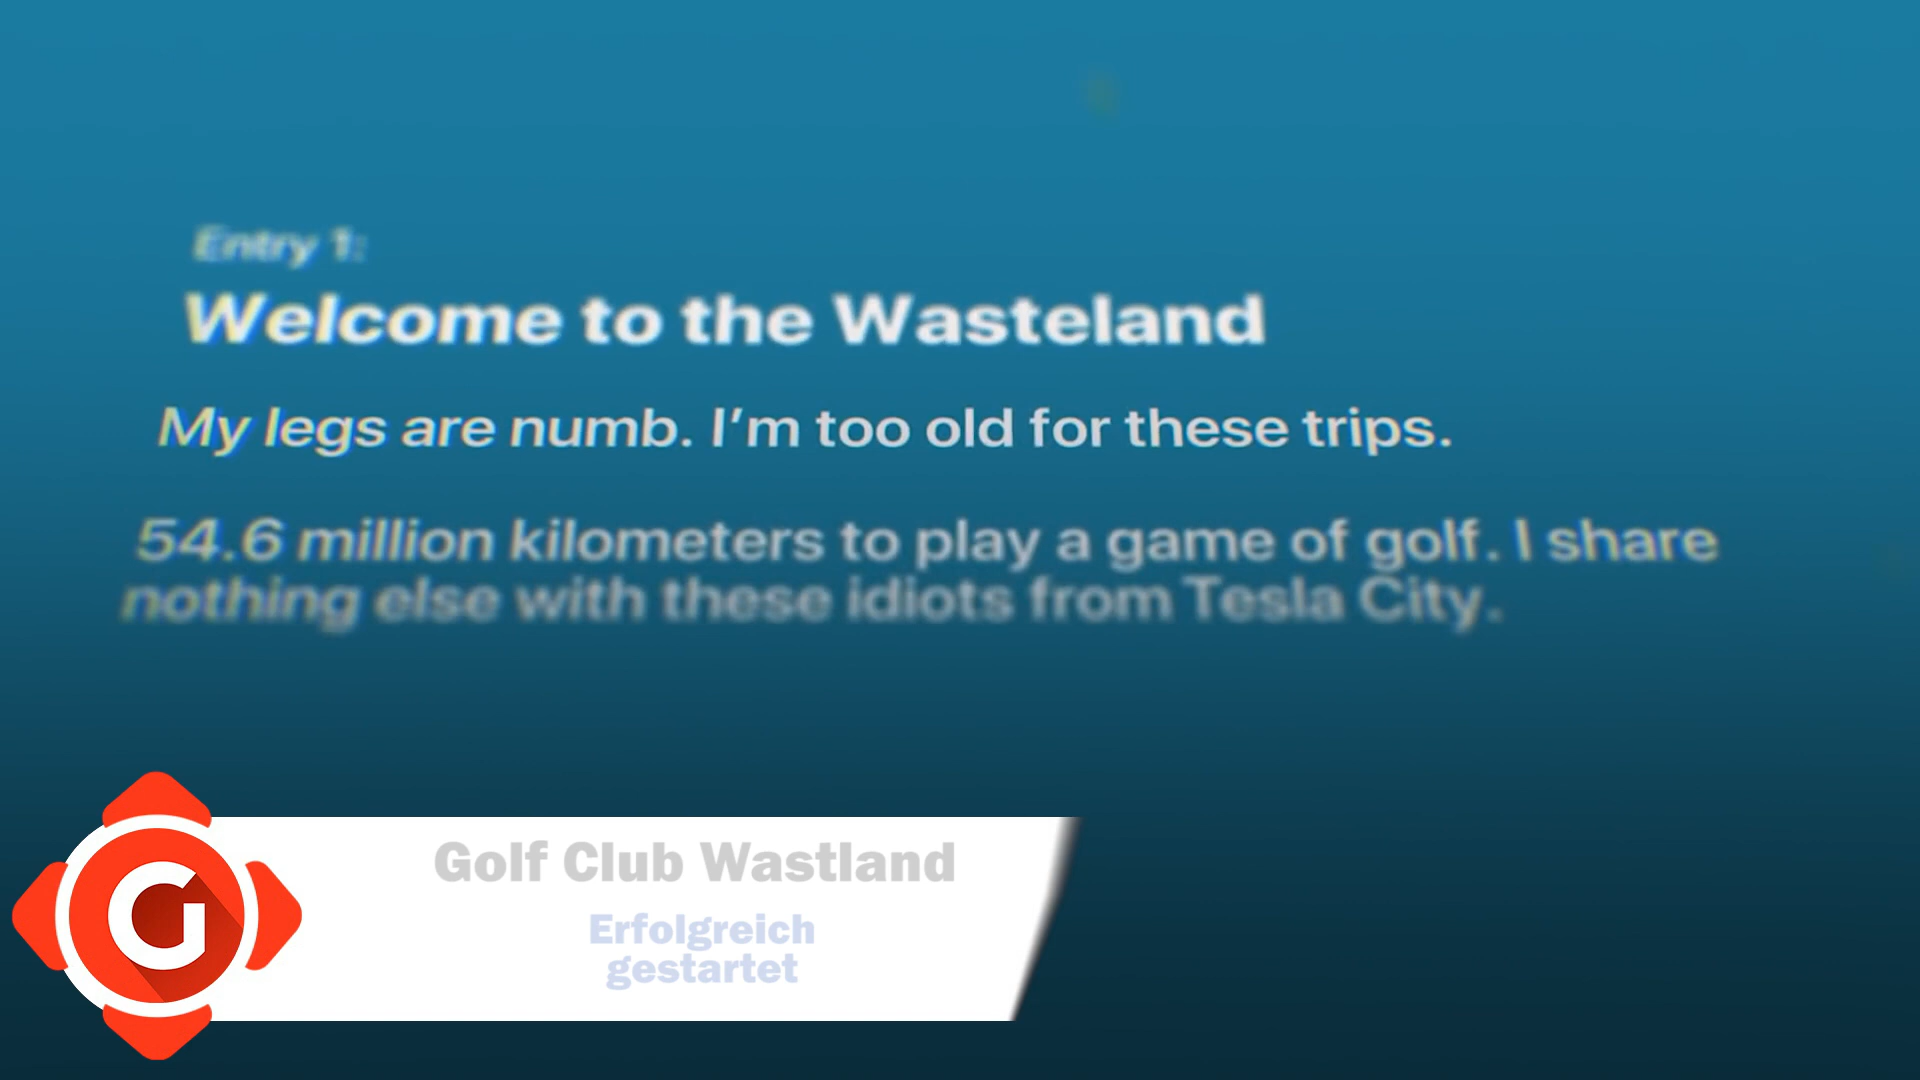 Entry 1:
Welcome to the Wasteland
My legs are numb. I'm too old for these trips.
54.6 million kilometers to play a game of golf. I share
nothing else with these idiots from Tesla City.
G
Golf Club Wastland
Erfolgreich
gestartet